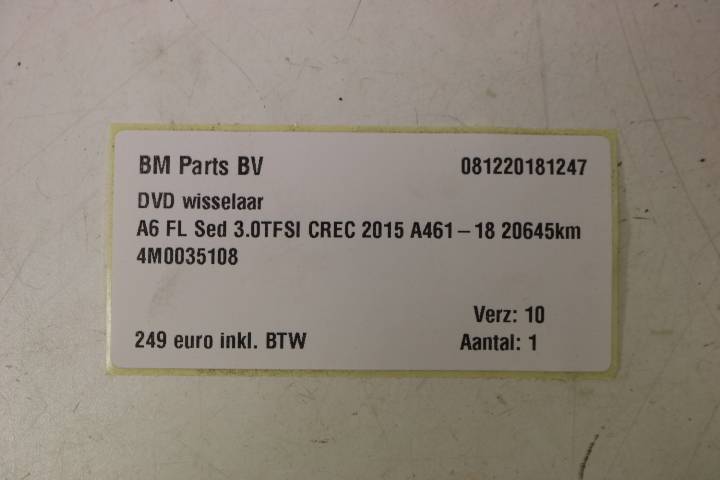 BM Parts BV 081220181247
DVD wisselaar
A6 FL Sed 3.0TFSI CREC 2015 A461-18 20645km
4M0035108
Verz: 10
249 euro inkl. BTW Aantal: 1